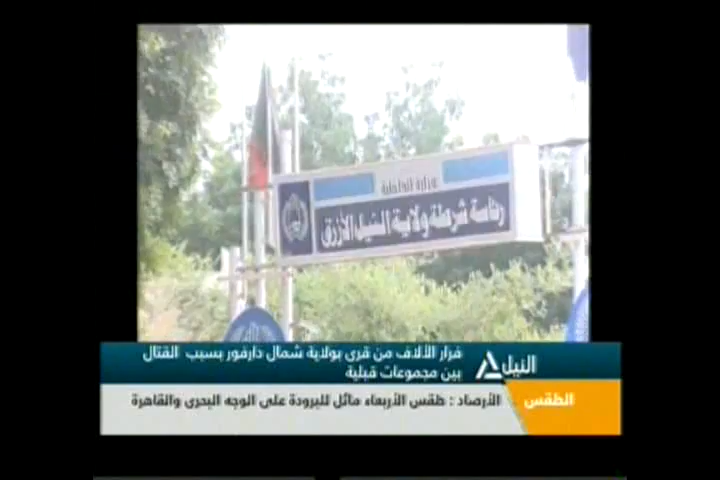 وزارة الداخلية
رئاسة شرطة ولاية النيل الأزرق
النيل
فرار الآلاف من قرى بولاية شمال دارفور بسبب القتال
بين مجموعات قبلية
الطقس
الأرصاد : طقس الأربعاء مائل للبرودة على الوجه البحرى والقاهرة